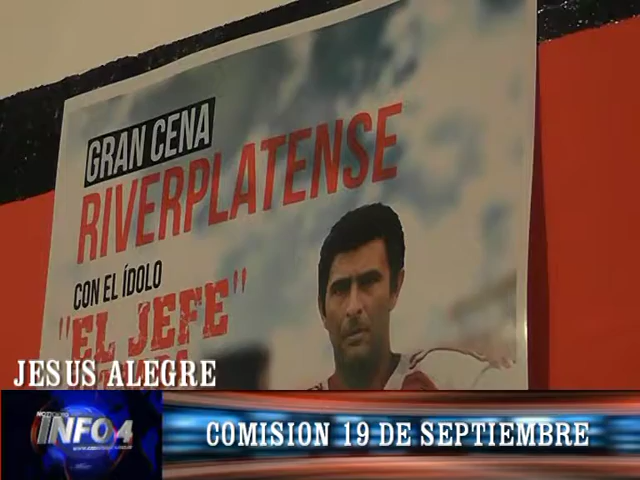 GRAN CENA
RIVERPLATENSE
CON EL ÍDOLO
"EL JEFE"
JESUS ALEGRE
INFO4
COMISION 19 DE SEPTIEMBRE